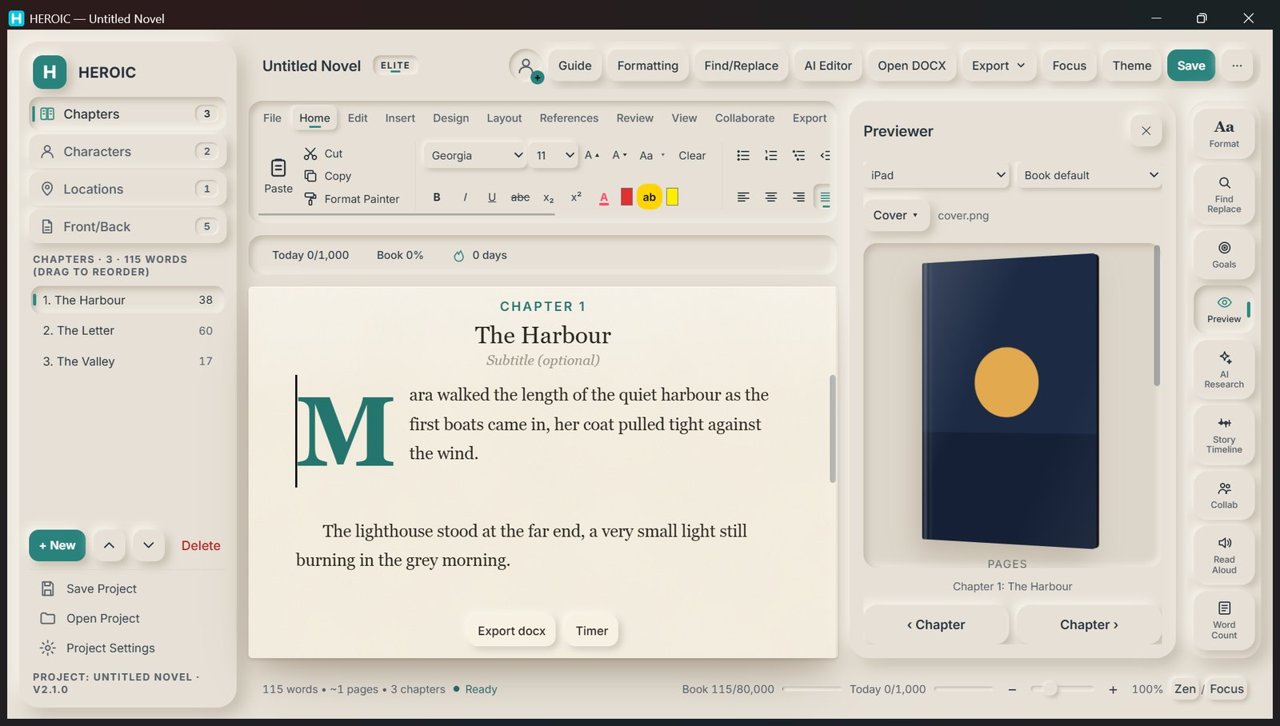 HEROIC — Untitled Novel
H
HEROIC
Chapters 3
Characters 2
Locations 1
Front/Back 5
CHAPTERS · 3 · 115 WORDS
(DRAG TO REORDER)
1. The Harbour 38
2. The Letter 60
3. The Valley 17
+ New
Delete
Save Project
Open Project
Project Settings
PROJECT: UNTITLED NOVEL ·
V2.1.0
Untitled Novel ELITE
Guide Formatting Find/Replace AI Editor Open DOCX Export Focus Theme Save ...
File Home Edit Insert Design Layout References Review View Collaborate Export
Paste
Cut
Copy
Format Painter
Georgia 11 A▲ A▼ Aa Clear
B I U abc x₂ x² A ab
Today 0/1,000 Book 0% 0 days
CHAPTER 1
The Harbour
Subtitle (optional)
Mara walked the length of the quiet harbour as the
first boats came in, her coat pulled tight against
the wind.
The lighthouse stood at the far end, a very small light still
burning in the grey morning.
Export docx Timer
Previewer
iPad Book default
Cover cover.png
PAGES
Chapter 1: The Harbour
‹ Chapter Chapter ›
Aa
Format
Find
Replace
Goals
Preview
AI
Research
Story
Timeline
Collab
Read
Aloud
Word
Count
115 words • ~1 pages • 3 chapters • Ready
Book 115/80,000 Today 0/1,000 − + 100% Zen / Focus